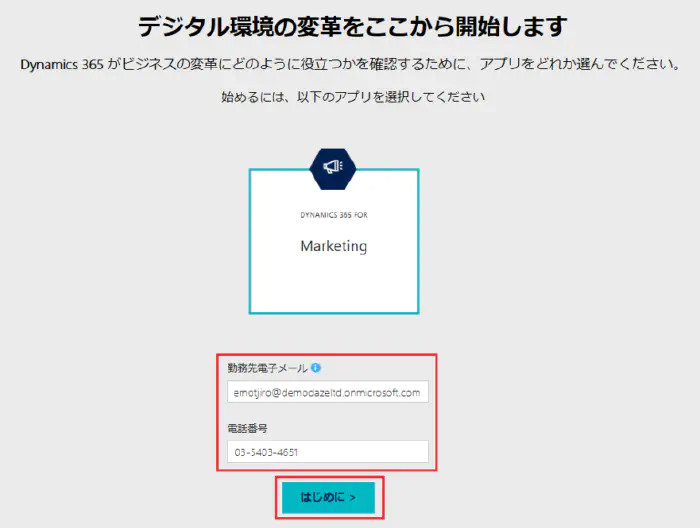 デジタル環境の変革をここから開始します
Dynamics 365 がビジネスの変革にどのように役立つかを確認するために、アプリをどれか選んでください。
始めるには、以下のアプリを選択してください
DYNAMICS 365 FOR
Marketing
勤務先電子メール
emotjiro@demodazeltd.onmicrosoft.com
電話番号
03-5403-4651
はじめに >